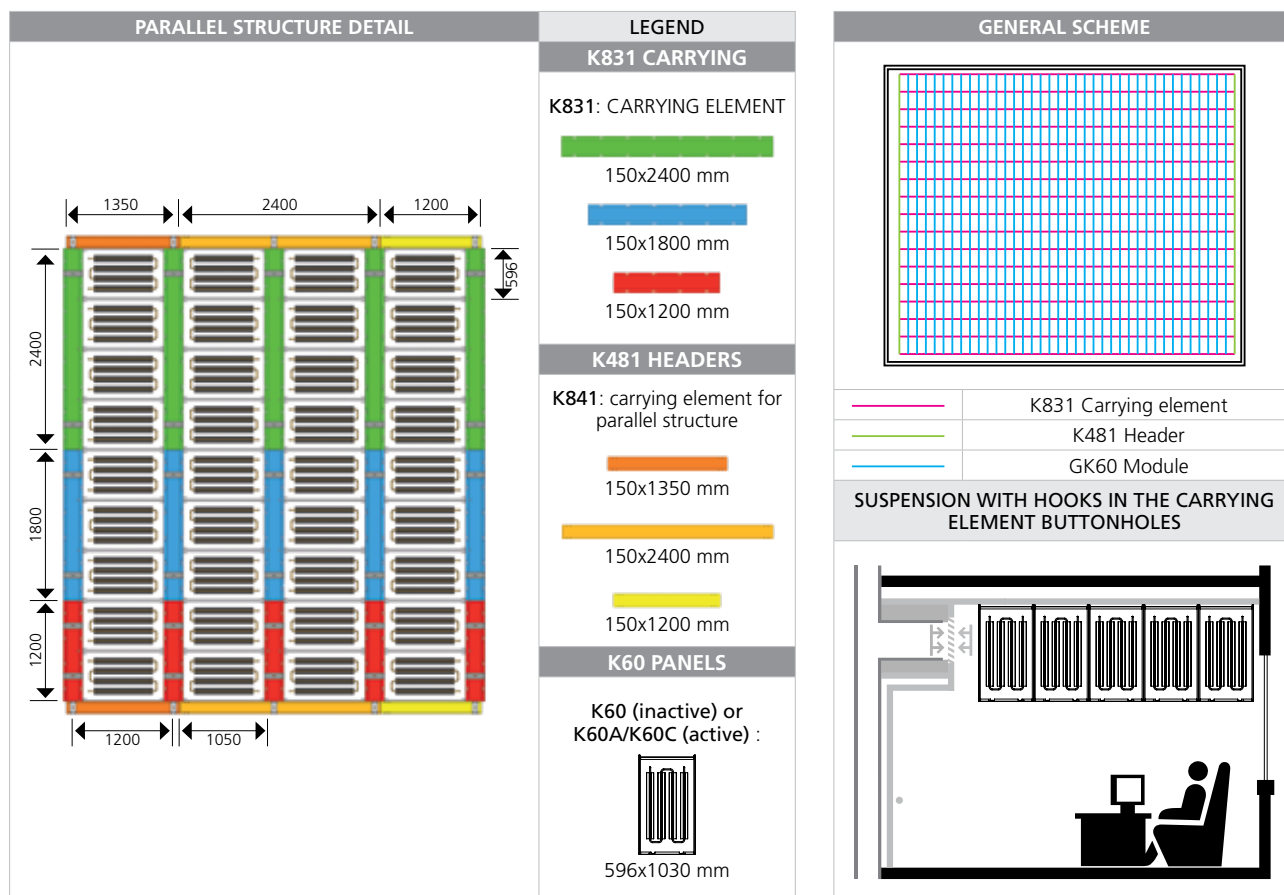 PARALLEL STRUCTURE DETAIL
1350
2400
1200
596
2400
1800
1200
1200
1050
LEGEND
K831 CARRYING
K831: CARRYING ELEMENT
150x2400 mm
150x1800 mm
150x1200 mm
K481 HEADERS
K841: carrying element for
parallel structure
150x1350 mm
150x2400 mm
150x1200 mm
K60 PANELS
K60 (inactive) or
K60A/K60C (active) :
596x1030 mm
GENERAL SCHEME
K831 Carrying element
K481 Header
GK60 Module
SUSPENSION WITH HOOKS IN THE CARRYING
ELEMENT BUTTONHOLES